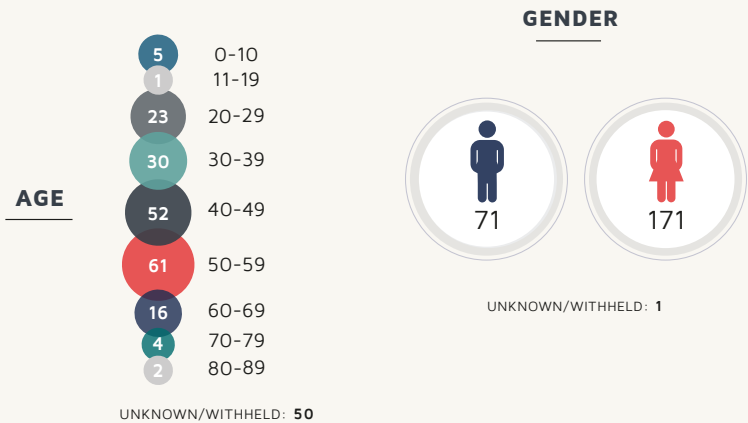 AGE
5 0-10
1 11-19
23 20-29
30 30-39
52 40-49
61 50-59
16 60-69
4 70-79
2 80-89
UNKNOWN/WITHHELD: 50
GENDER
71 171
UNKNOWN/WITHHELD: 1